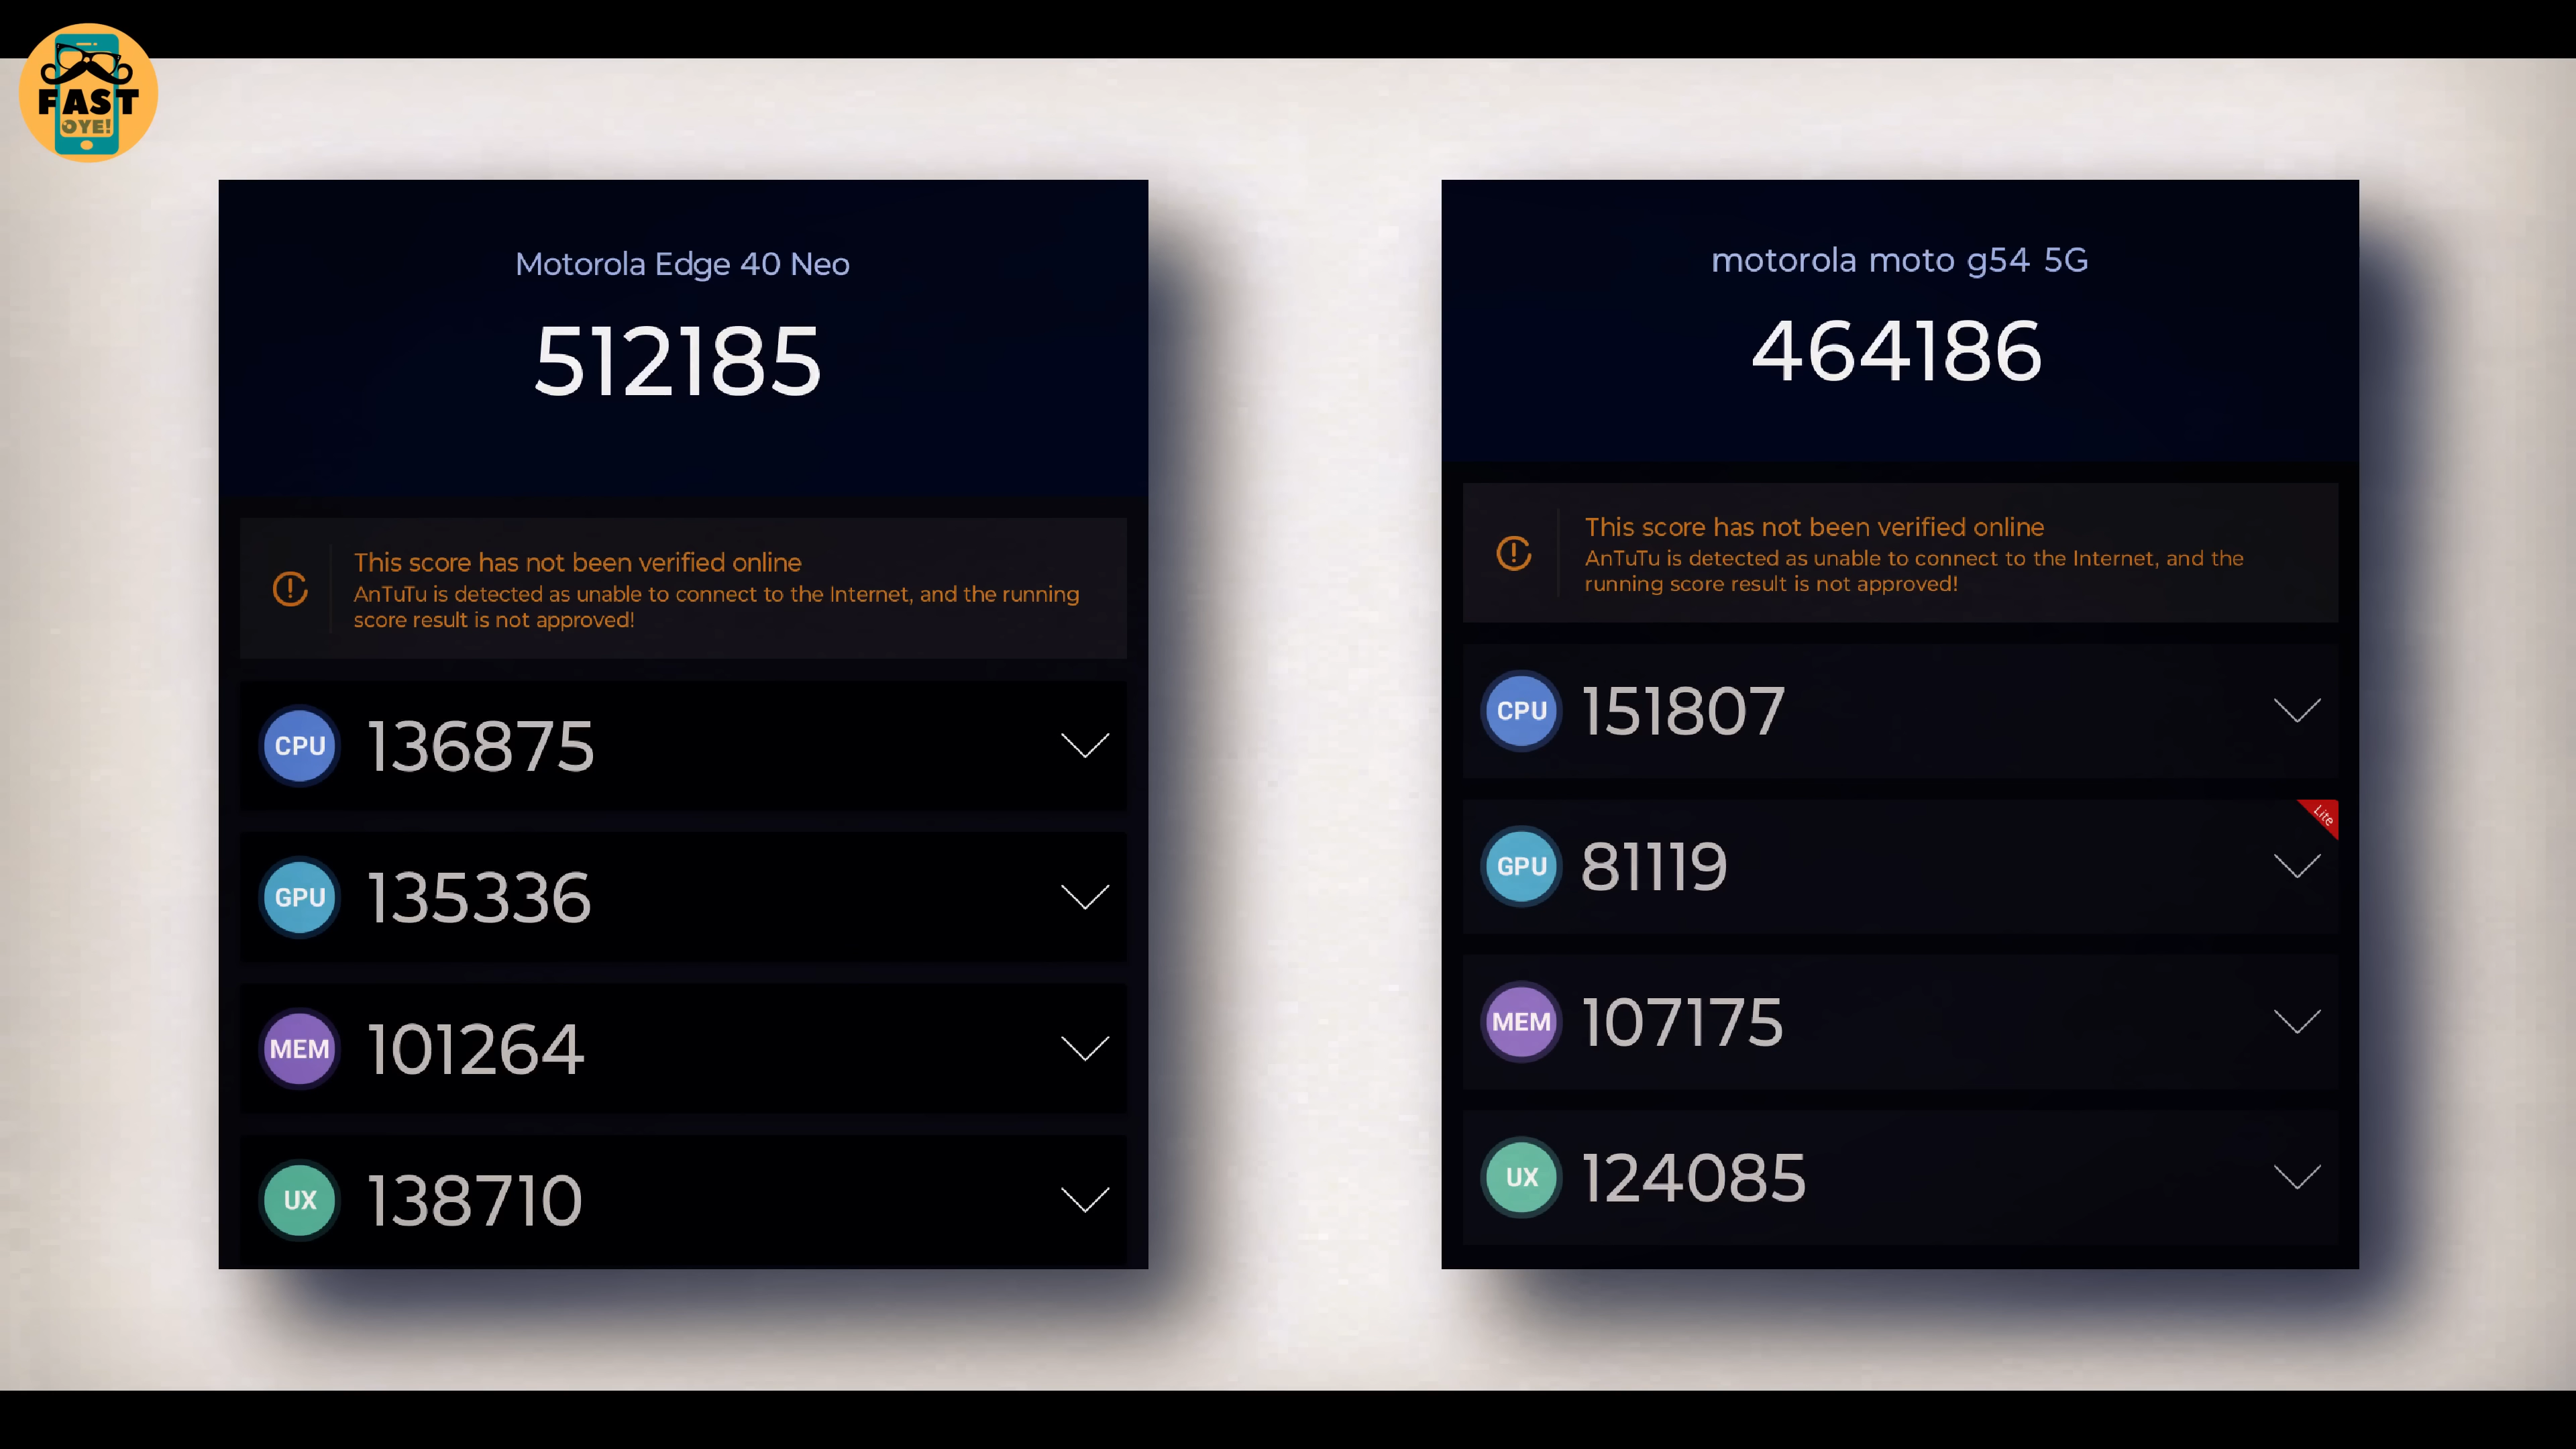 FAST
OYE!
Motorola Edge 40 Neo
512185
This score has not been verified online
AnTuTu is detected as unable to connect to the Internet, and the running
score result is not approved!
CPU 136875
GPU 135336
MEM 101264
UX 138710
motorola moto g54 5G
464186
This score has not been verified online
AnTuTu is detected as unable to connect to the Internet, and the
running score result is not approved!
CPU 151807
Lite
GPU 81119
MEM 107175
UX 124085